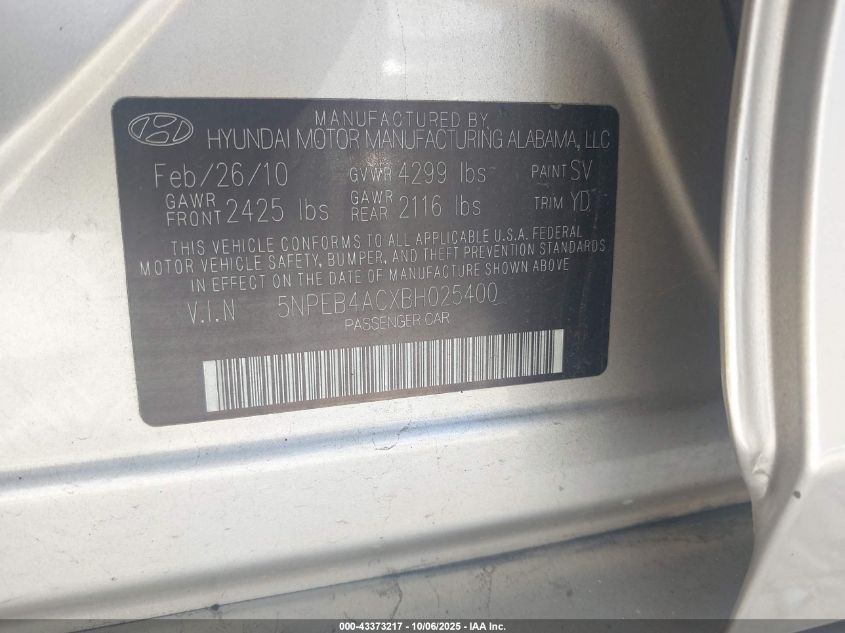 MANUFACTURED BY
HYUNDAI MOTOR MANUFACTURING ALABAMA, LLC
Feb/26/10 GVWR 4299 lbs PAINT SV
GAWR FRONT 2425 lbs GAWR REAR 2116 lbs TRIM YD
THIS VEHICLE CONFORMS TO ALL APPLICABLE U.S.A. FEDERAL
MOTOR VEHICLE SAFETY, BUMPER, AND THEFT PREVENTION STANDARDS
IN EFFECT ON THE DATE OF MANUFACTURE SHOWN ABOVE
V.I.N 5NPEB4ACXBH025400
PASSENGER CAR
000-43373217 - 10/06/2025 - IAA Inc.